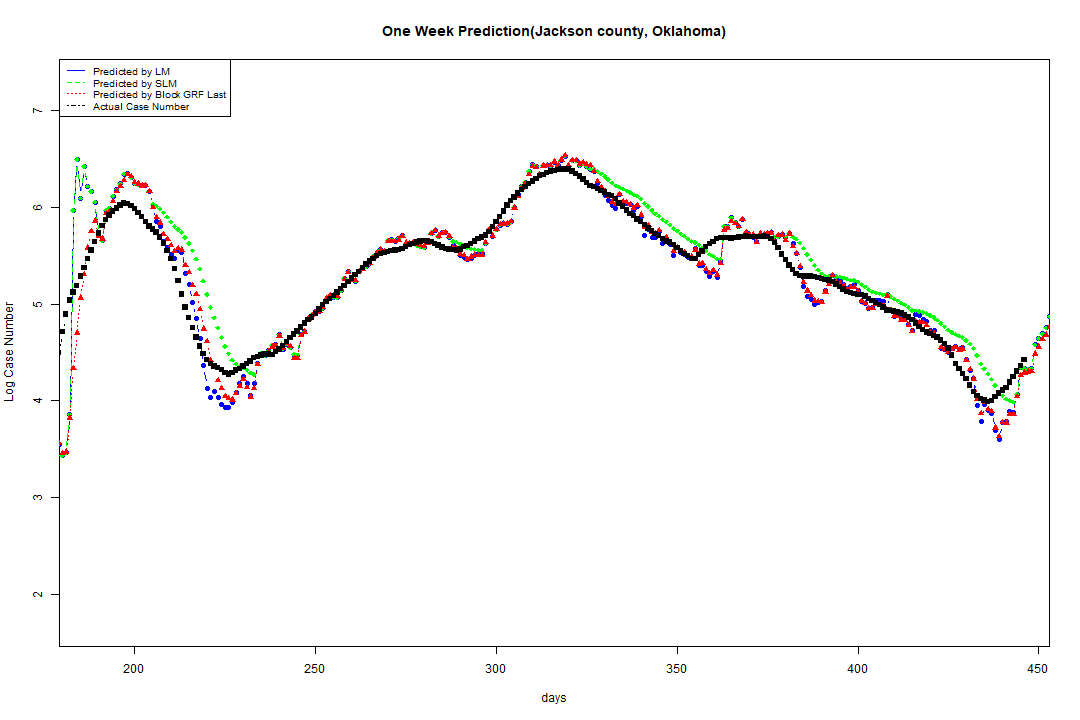 One Week Prediction(Jackson county, Oklahoma)
Predicted by LM
Predicted by SLM
Predicted by Block GRF Last
Actual Case Number
7
6
5
4
3
2
Log Case Number
200 250 300 350 400 450
days